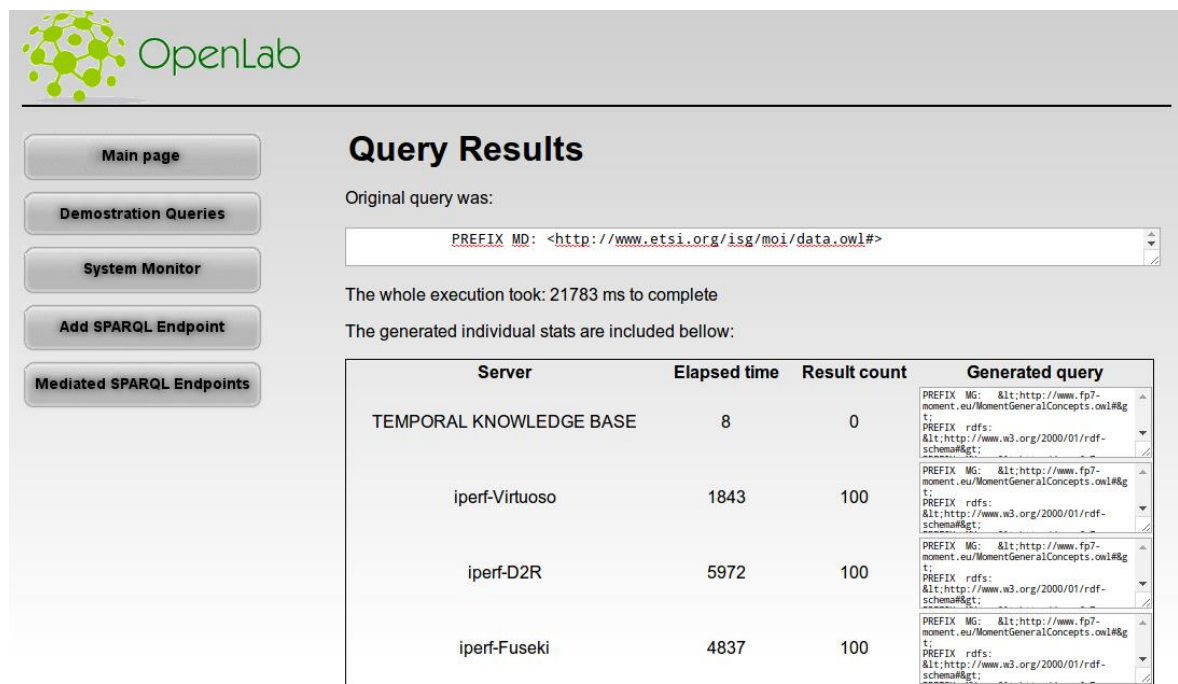 OpenLab
Main page
Demostration Queries
System Monitor
Add SPARQL Endpoint
Mediated SPARQL Endpoints
Query Results
Original query was:
PREFIX MD: <http://www.etsi.org/isg/moi/data.owl#>
The whole execution took: 21783 ms to complete
The generated individual stats are included bellow:
Server Elapsed time Result count Generated query
TEMPORAL KNOWLEDGE BASE 8 0
PREFIX MG: &lt;http://www.fp7-
moment.eu/MomentGeneralConcepts.owl#&g
t;
PREFIX rdfs:
&lt;http://www.w3.org/2000/01/rdf-
schema#&gt;
iperf-Virtuoso 1843 100
PREFIX MG: &lt;http://www.fp7-
moment.eu/MomentGeneralConcepts.owl#&g
t;
PREFIX rdfs:
&lt;http://www.w3.org/2000/01/rdf-
schema#&gt;
iperf-D2R 5972 100
PREFIX MG: &lt;http://www.fp7-
moment.eu/MomentGeneralConcepts.owl#&g
t;
PREFIX rdfs:
&lt;http://www.w3.org/2000/01/rdf-
schema#&gt;
iperf-Fuseki 4837 100
PREFIX MG: &lt;http://www.fp7-
moment.eu/MomentGeneralConcepts.owl#&g
t;
PREFIX rdfs:
&lt;http://www.w3.org/2000/01/rdf-
schema#&gt;